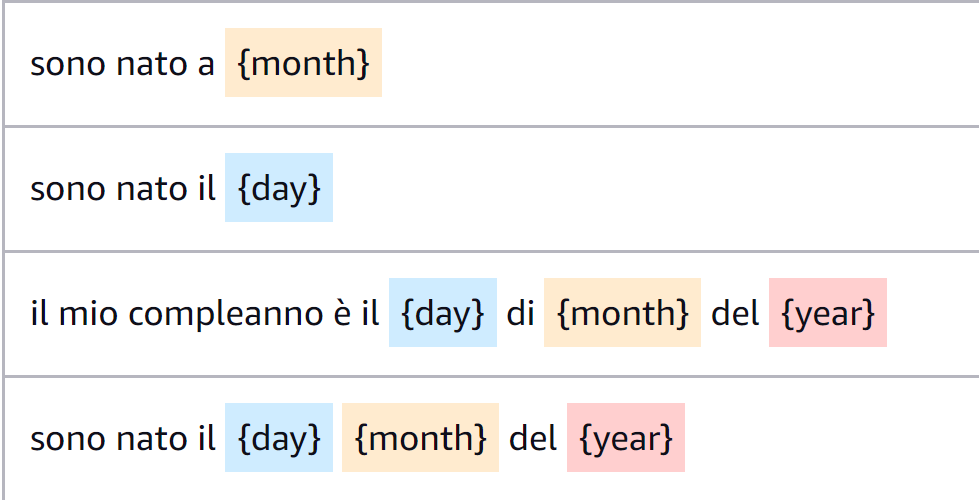 sono nato a {month}
sono nato il {day}
il mio compleanno è il {day} di {month} del {year}
sono nato il {day} {month} del {year}